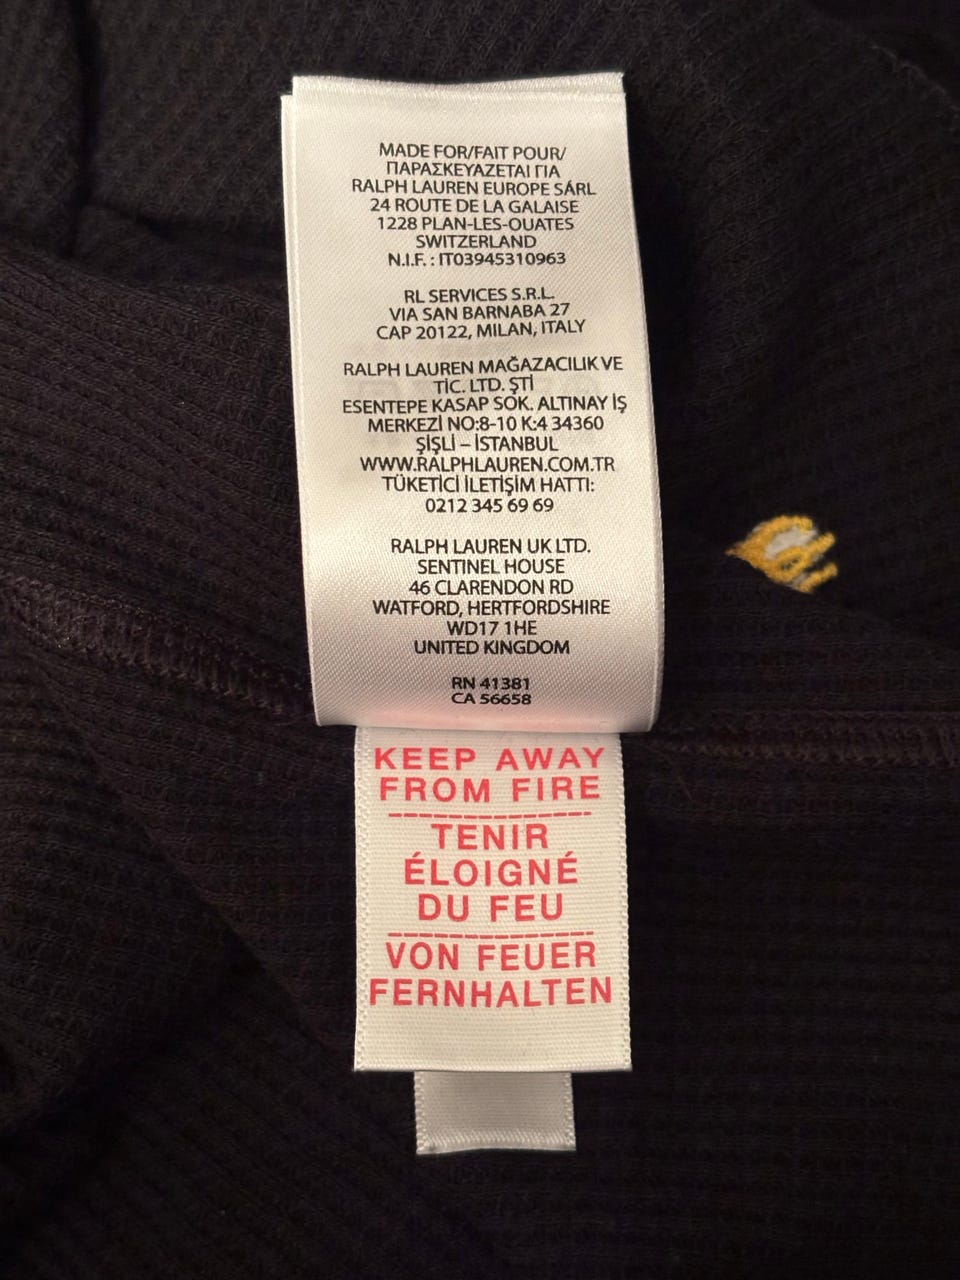 MADE FOR/FAIT POUR/
ΠΑΡΑΣΚΕΥΑΖΕΤΑΙ ΓΙΑ
RALPH LAUREN EUROPE SÁRL
24 ROUTE DE LA GALAISE
1228 PLAN-LES-OUATES
SWITZERLAND
N.I.F. : IT03945310963
RL SERVICES S.R.L.
VIA SAN BARNABA 27
CAP 20122, MILAN, ITALY
RALPH LAUREN MAĞAZACILIK VE
TİC. LTD. ŞTİ
ESENTEPE KASAP SOK. ALTINAY İŞ
MERKEZİ NO:8-10 K:4 34360
ŞİŞLİ – İSTANBUL
WWW.RALPHLAUREN.COM.TR
TÜKETİCİ İLETİŞİM HATTI:
0212 345 69 69
RALPH LAUREN UK LTD.
SENTINEL HOUSE
46 CLARENDON RD
WATFORD, HERTFORDSHIRE
WD17 1HE
UNITED KINGDOM
RN 41381
CA 56658
KEEP AWAY
FROM FIRE
TENIR
ÉLOIGNÉ
DU FEU
VON FEUER
FERNHALTEN